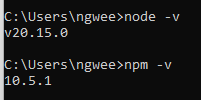 C:\Users\ngwee>node -v
v20.15.0
C:\Users\ngwee>npm -v
10.5.1